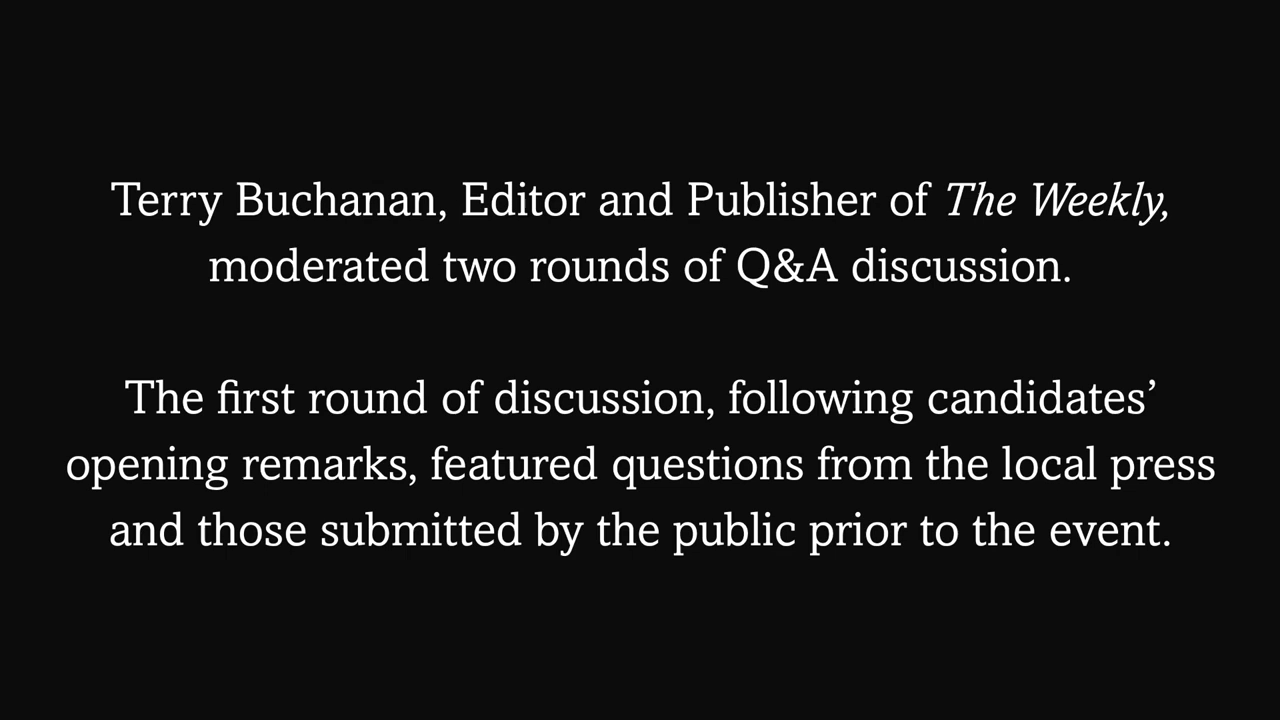 Terry Buchanan, Editor and Publisher of The Weekly,
moderated two rounds of Q&A discussion.
The first round of discussion, following candidates’
opening remarks, featured questions from the local press
and those submitted by the public prior to the event.